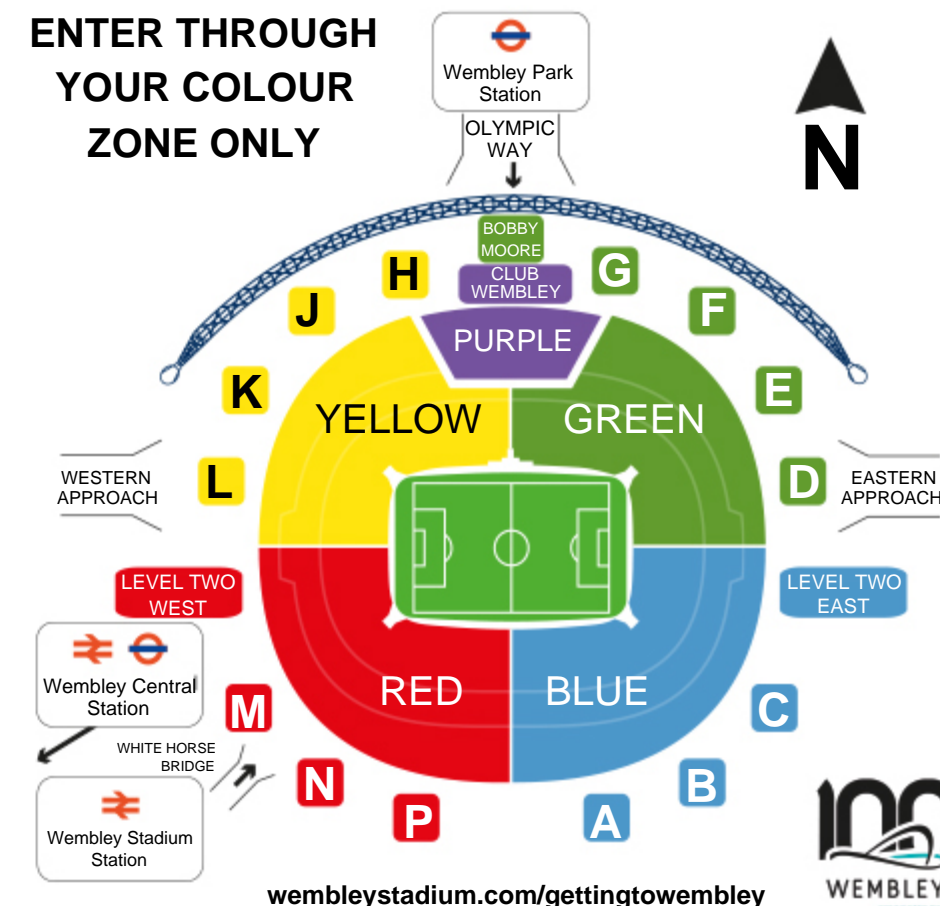 ENTER THROUGH
YOUR COLOUR
ZONE ONLY
Wembley Park
Station
OLYMPIC
WAY
N
BOBBY
MOORE
CLUB
WEMBLEY
H
G
J
F
PURPLE
K
E
YELLOW
GREEN
WESTERN
APPROACH
L
D
EASTERN
APPROACH
LEVEL TWO
WEST
LEVEL TWO
EAST
Wembley Central
Station
RED
BLUE
M
C
WHITE HORSE
BRIDGE
N
B
P
A
Wembley Stadium
Station
100
WEMBLEY
wembleystadium.com/gettingtowembley